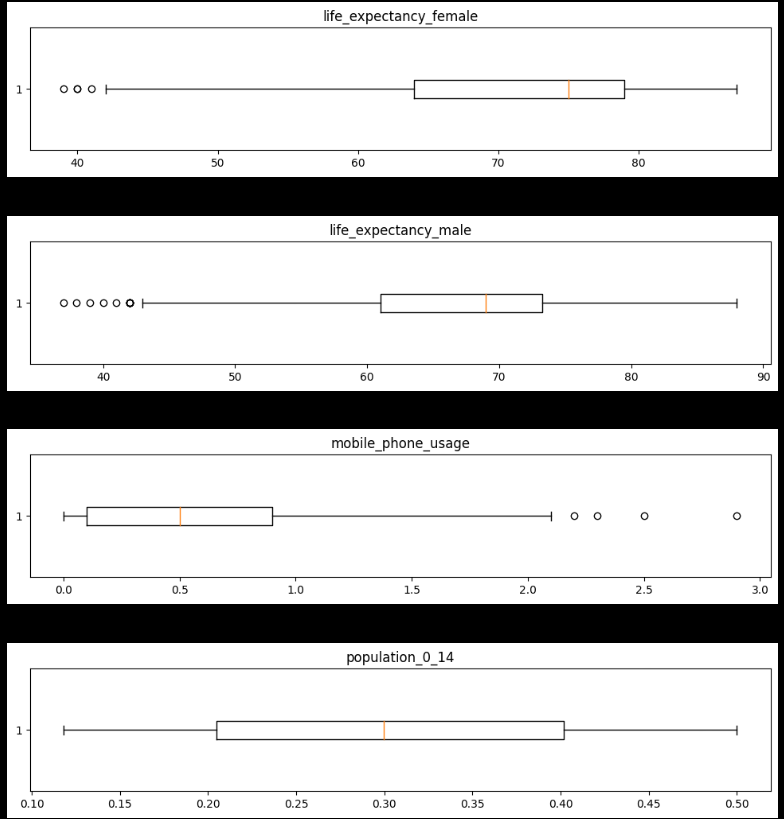 life_expectancy_female
1
40 50 60 70 80
life_expectancy_male
1
40 50 60 70 80 90
mobile_phone_usage
1
0.0 0.5 1.0 1.5 2.0 2.5 3.0
population_0_14
1
0.10 0.15 0.20 0.25 0.30 0.35 0.40 0.45 0.50